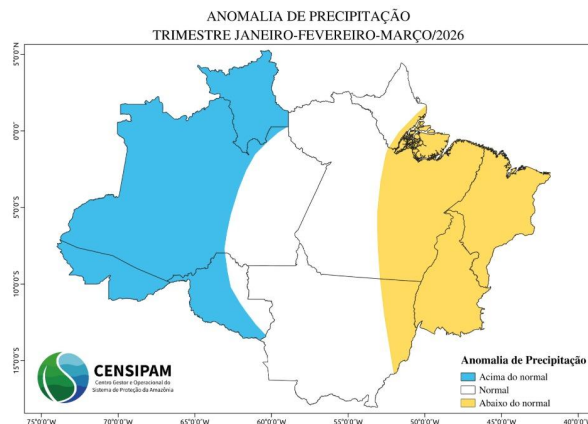 ANOMALIA DE PRECIPITAÇÃO
TRIMESTRE JANEIRO-FEVEREIRO-MARÇO/2026
5°0'0"N
0°0'0"
5°0'0"S
10°0'0"S
15°0'0"S
CENSIPAM
Centro Gestor e Operacional do
Sistema de Proteção da Amazônia
Anomalia de Precipitação
Acima do normal
Normal
Abaixo do normal
75°0'0"W 70°0'0"W 65°0'0"W 60°0'0"W 55°0'0"W 50°0'0"W 45°0'0"W 40°0'0"W